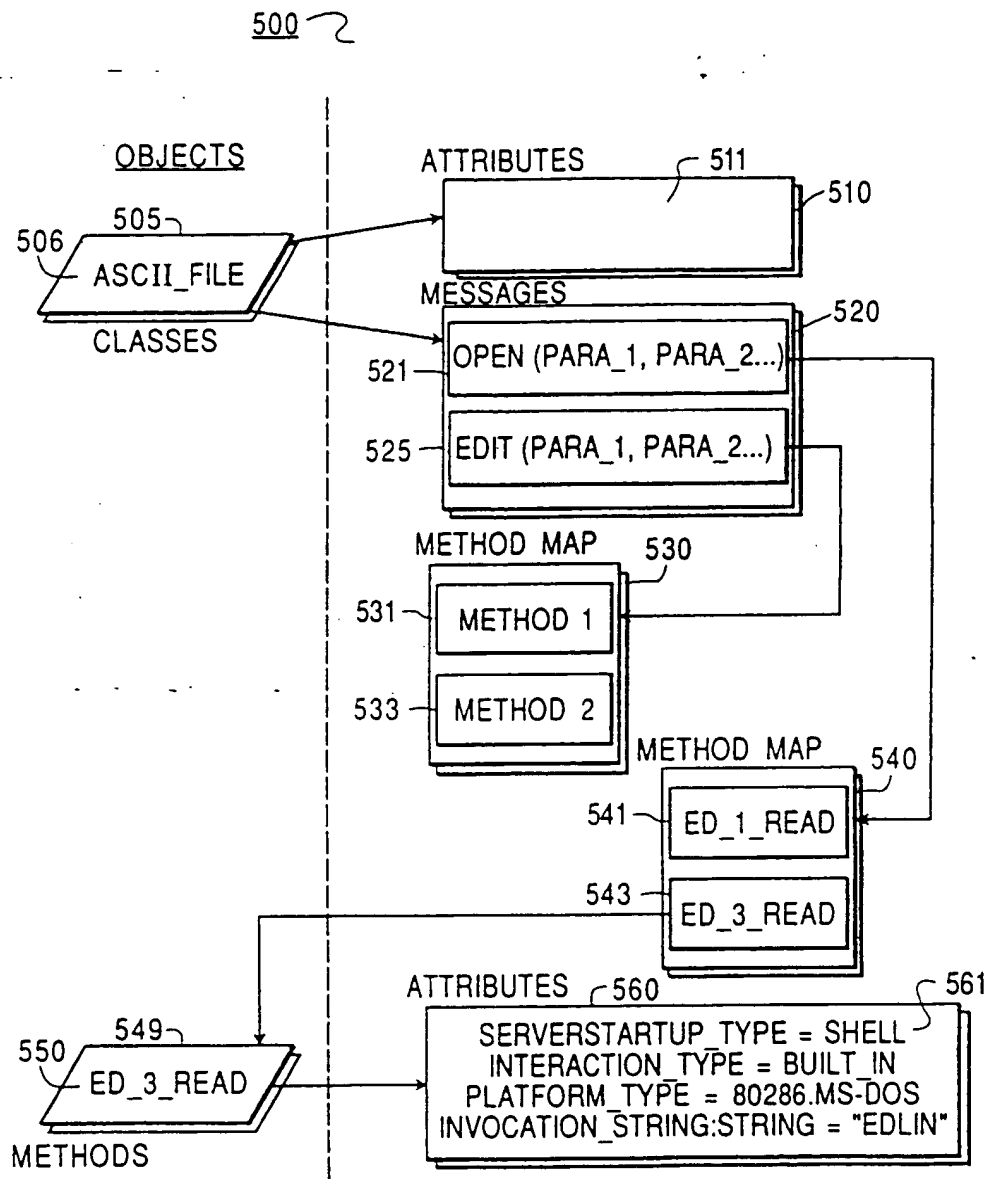 500
OBJECTS
ATTRIBUTES
511
510
505
506
ASCII_FILE
CLASSES
MESSAGES
520
521
OPEN (PARA_1, PARA_2...)
525
EDIT (PARA_1, PARA_2...)
METHOD MAP
530
531
METHOD 1
533
METHOD 2
METHOD MAP
540
541
ED_1_READ
543
ED_3_READ
ATTRIBUTES
560
561
SERVERSTARTUP_TYPE = SHELL
INTERACTION_TYPE = BUILT_IN
PLATFORM_TYPE = 80286.MS-DOS
INVOCATION_STRING:STRING = "EDLIN"
549
550
ED_3_READ
METHODS